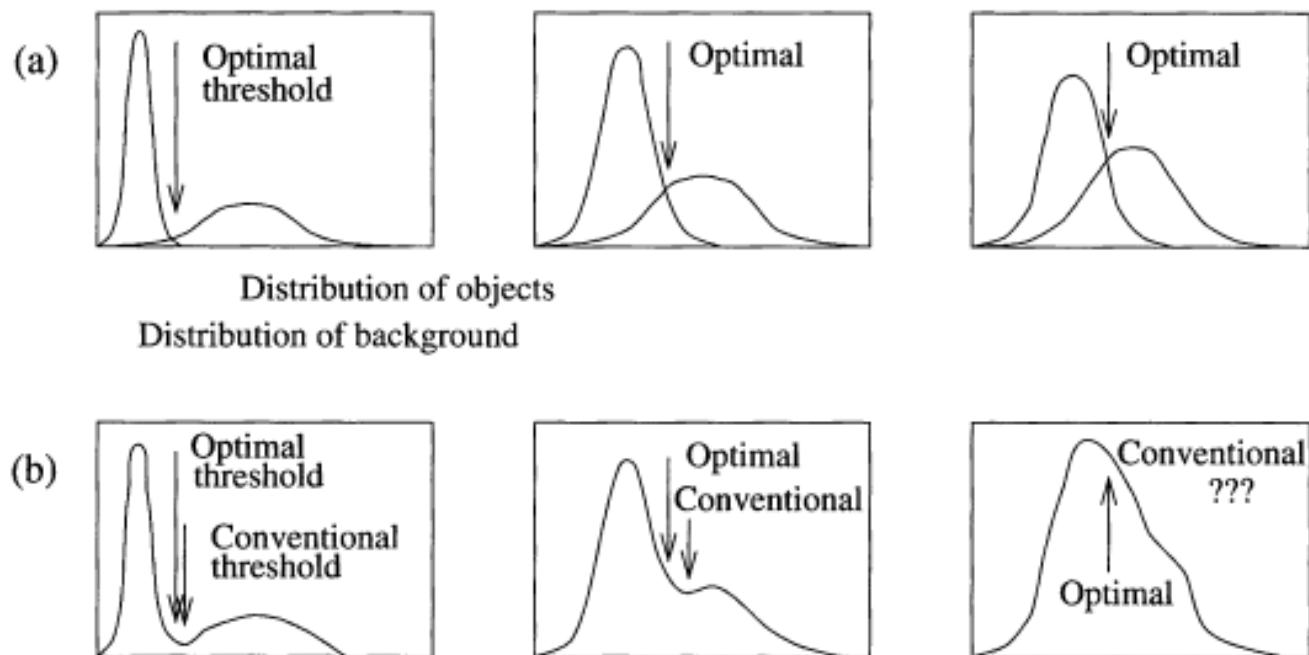 (a)
Optimal
threshold
Optimal
Optimal
Distribution of objects
Distribution of background
(b)
Optimal
threshold
Conventional
threshold
Optimal
Conventional
Conventional
???
Optimal